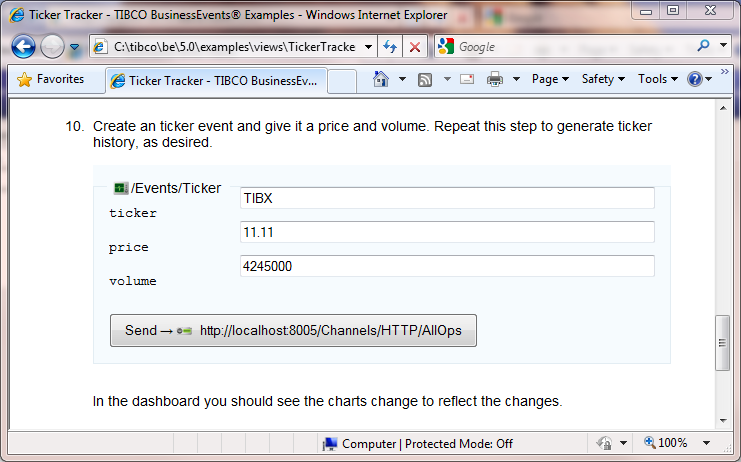 Ticker Tracker - TIBCO BusinessEvents® Examples - Windows Internet Explorer
C:\tibco\be\5.0\examples\views\TickerTracke
Google
Favorites
Ticker Tracker - TIBCO BusinessEv...
Page
Safety
Tools
10. Create an ticker event and give it a price and volume. Repeat this step to generate ticker
history, as desired.
/Events/Ticker
ticker
TIBX
price
11.11
volume
4245000
Send → http://localhost:8005/Channels/HTTP/AllOps
In the dashboard you should see the charts change to reflect the changes.
Computer | Protected Mode: Off
100%